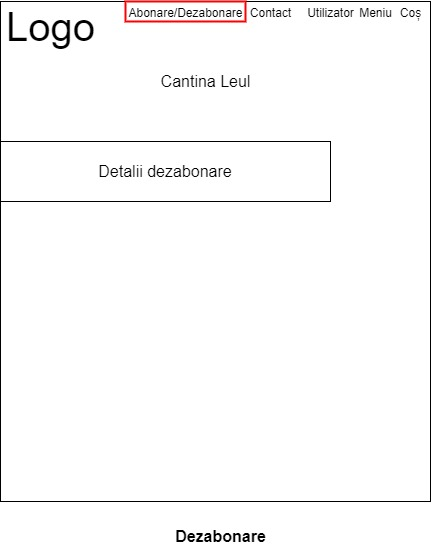 Logo
Abonare/Dezabonare Contact Utilizator Meniu Coș
Cantina Leul
Detalii dezabonare
Dezabonare